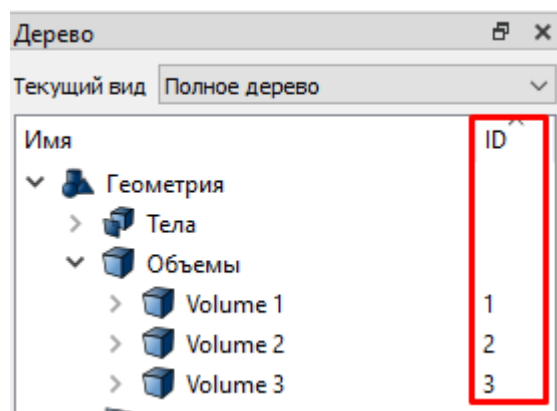 Дерево
Текущий вид Полное дерево
Имя ID
Геометрия
Тела
Объемы
Volume 1 1
Volume 2 2
Volume 3 3